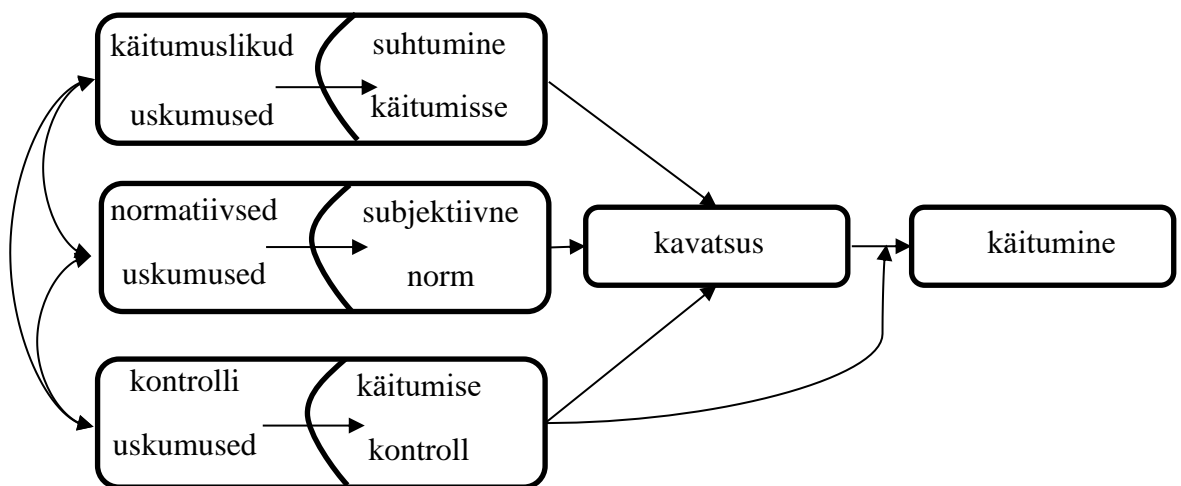 käitumuslikud
uskumused
suhtumine
käitumisse
normatiivsed
uskumused
subjektiivne
norm
kontrolli
uskumused
käitumise
kontroll
kavatsus
käitumine